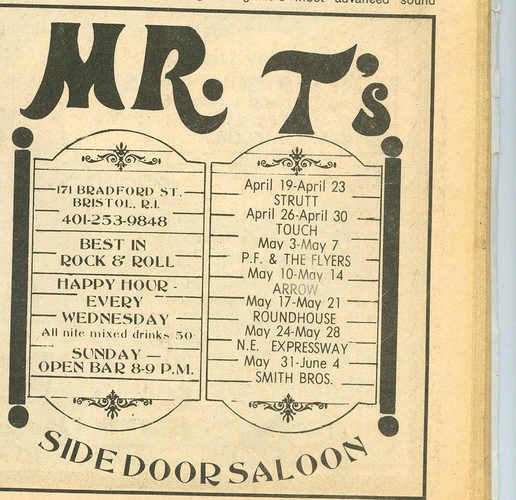 most advanced sound
MR. T's
171 BRADFORD ST.
BRISTOL, R.I.
401-253-9848
BEST IN
ROCK & ROLL
HAPPY HOUR -
EVERY
WEDNESDAY
All nite mixed drinks 50
SUNDAY
OPEN BAR 8-9 P.M.
April 19-April 23
STRUTT
April 26-April 30
TOUCH
May 3-May 7
P.F. & THE FLYERS
May 10-May 14
ARROW
May 17-May 21
ROUNDHOUSE
May 24-May 28
N.E. EXPRESSWAY
May 31-June 4
SMITH BROS.
SIDE DOOR SALOON